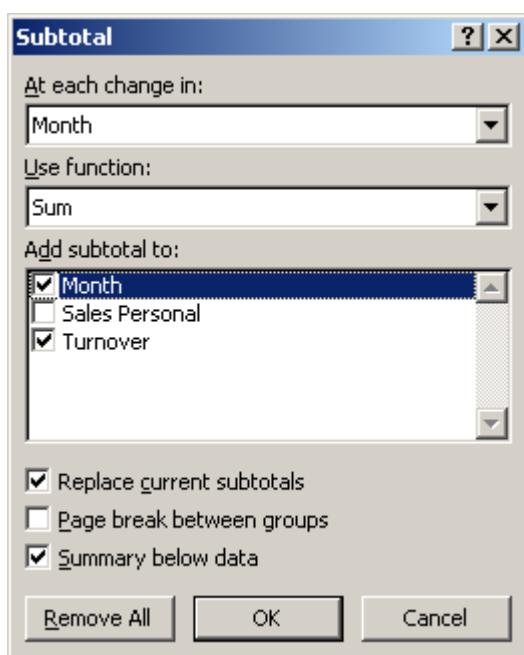 Subtotal ?
At each change in:
Month
Use function:
Sum
Add subtotal to:
Month
Sales Personal
Turnover
Replace current subtotals
Page break between groups
Summary below data
Remove All OK Cancel